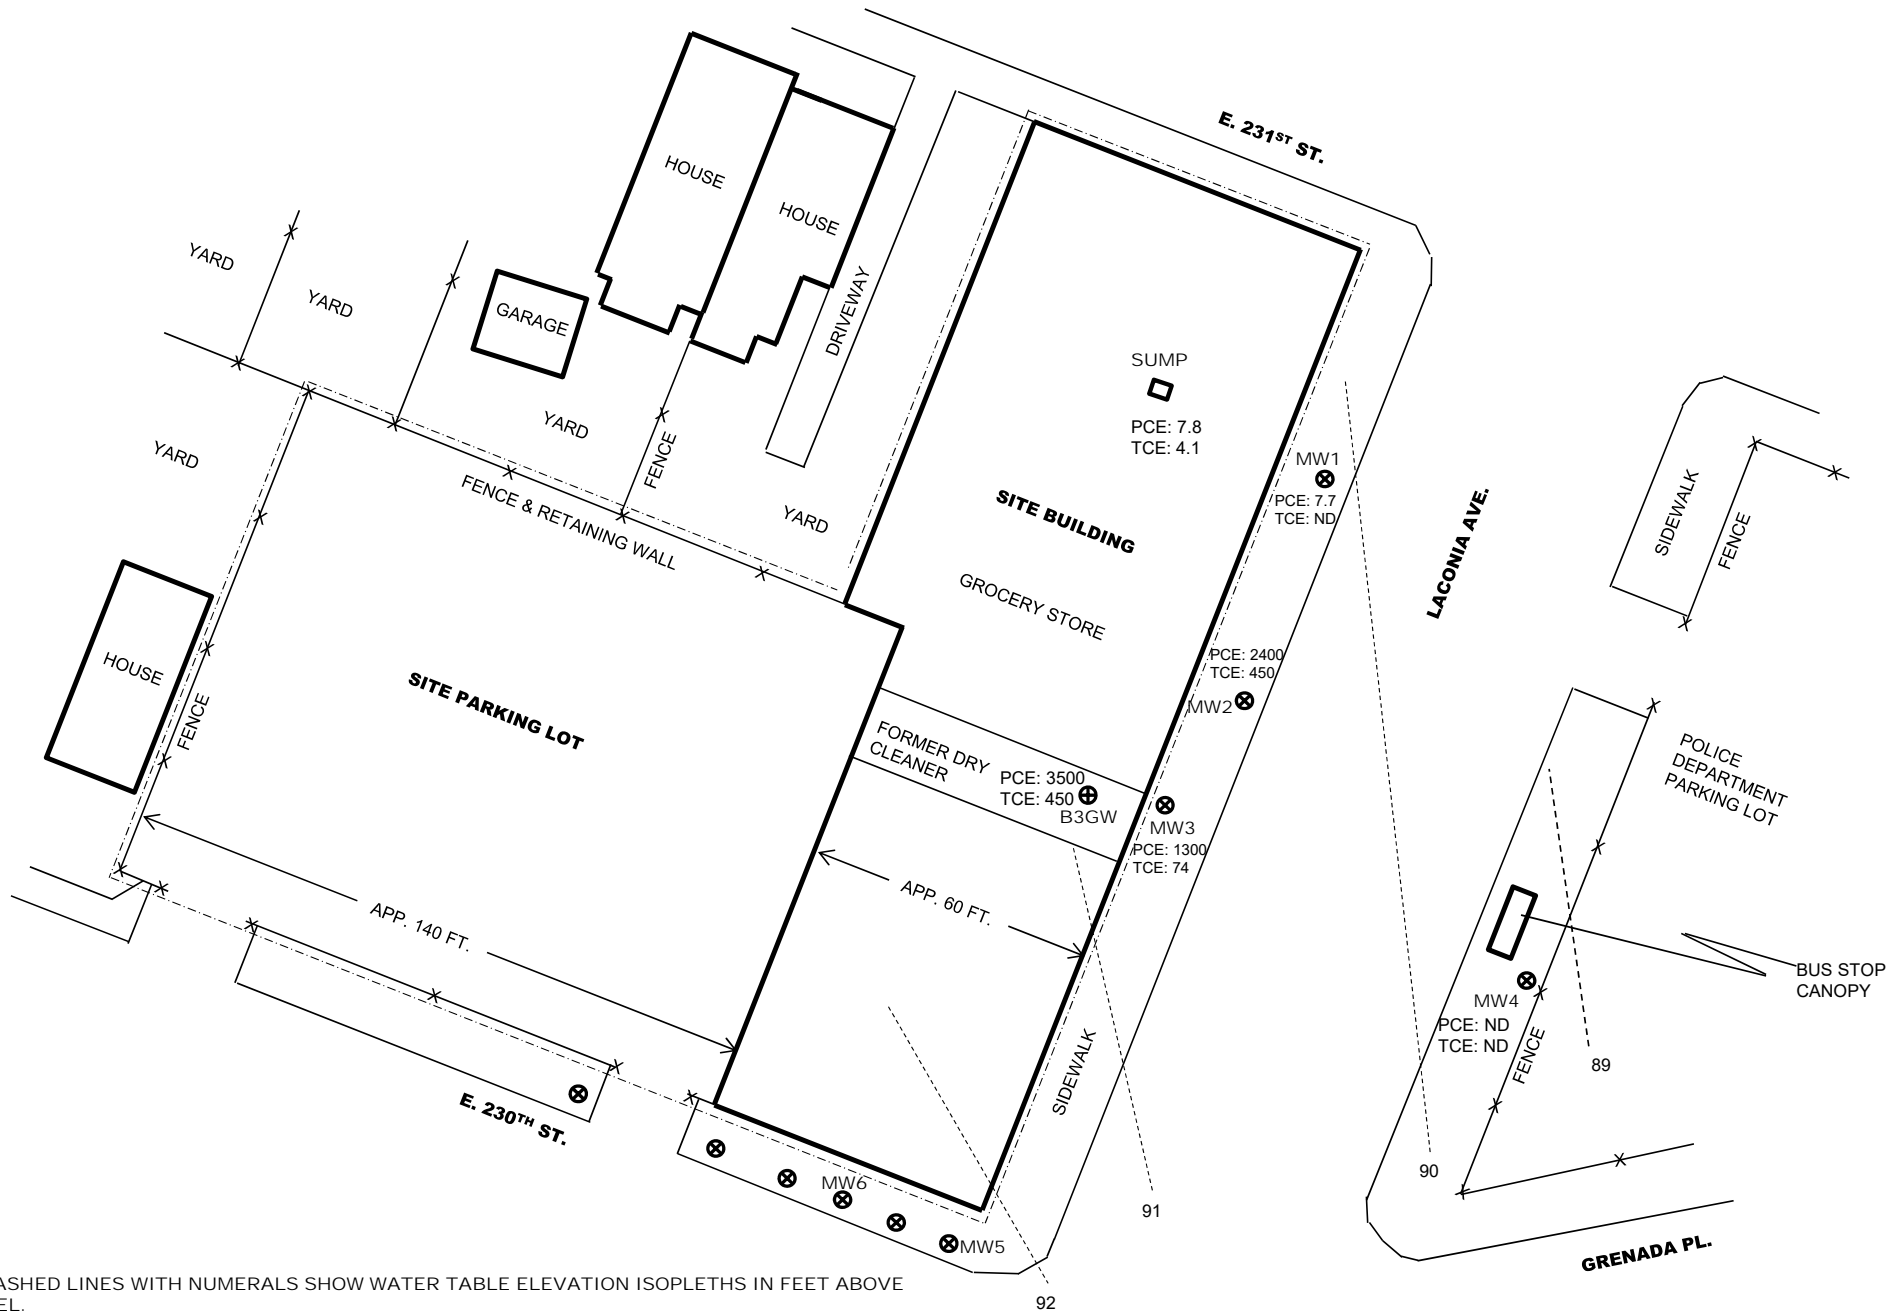 E. 231ST ST.
HOUSE
HOUSE
YARD
YARD
GARAGE
DRIVEWAY
SUMP
PCE: 7.8
TCE: 4.1
YARD
YARD
FENCE
FENCE & RETAINING WALL
YARD
SITE BUILDING
GROCERY STORE
MW1
PCE: 7.7
TCE: ND
LACONIA AVE.
SIDEWALK
FENCE
HOUSE
FENCE
SITE PARKING LOT
PCE: 2400
TCE: 450
MW2
FORMER DRY
CLEANER
PCE: 3500
TCE: 450
B3GW
MW3
PCE: 1300
TCE: 74
POLICE
DEPARTMENT
PARKING LOT
APP. 140 FT.
APP. 60 FT.
BUS STOP
CANOPY
MW4
PCE: ND
TCE: ND
FENCE
89
SIDEWALK
E. 230TH ST.
90
MW6
91
MW5
GRENADA PL.
ASHED LINES WITH NUMERALS SHOW WATER TABLE ELEVATION ISOPLETHS IN FEET ABOVE
EL.
92